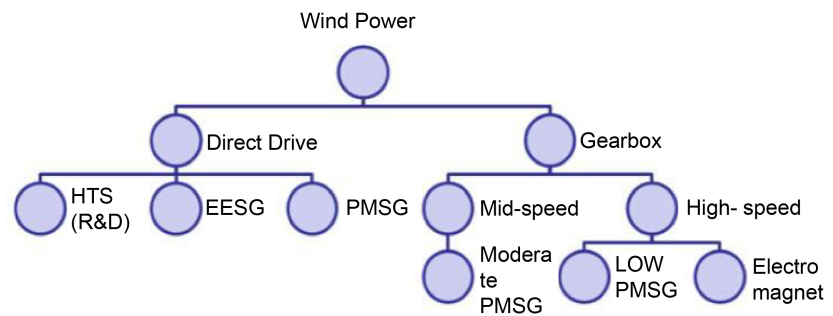 Wind Power
Direct Drive
Gearbox
HTS
(R&D)
EESG
PMSG
Mid-speed
High- speed
Modera
te
PMSG
LOW
PMSG
Electro
magnet